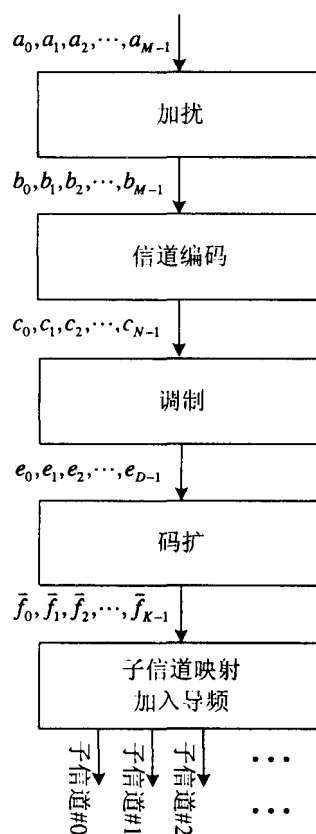 a₀,a₁,a₂,⋯,a_{M-1}
加扰
b₀,b₁,b₂,⋯,b_{M-1}
信道编码
c₀,c₁,c₂,⋯,c_{N-1}
调制
e₀,e₁,e₂,⋯,e_{D-1}
码扩
f̄₀,f̄₁,f̄₂,⋯,f̄_{K-1}
子信道映射
加入导频
子信道#0
子信道#1
子信道#2
⋯
⋯